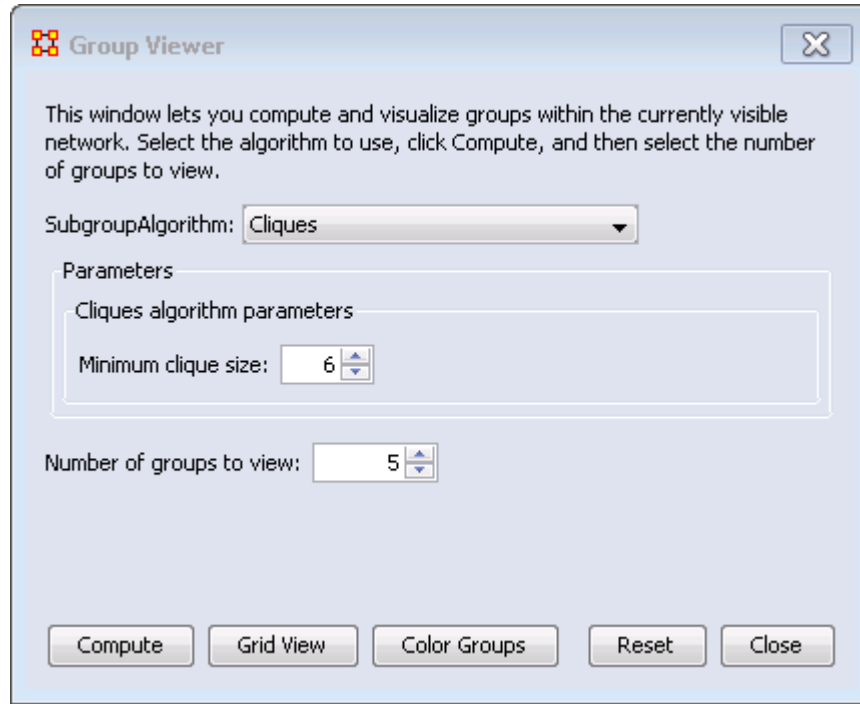 Group Viewer
This window lets you compute and visualize groups within the currently visible
network. Select the algorithm to use, click Compute, and then select the number
of groups to view.
SubgroupAlgorithm: Cliques
Parameters
Cliques algorithm parameters
Minimum clique size: 6
Number of groups to view: 5
Compute Grid View Color Groups Reset Close